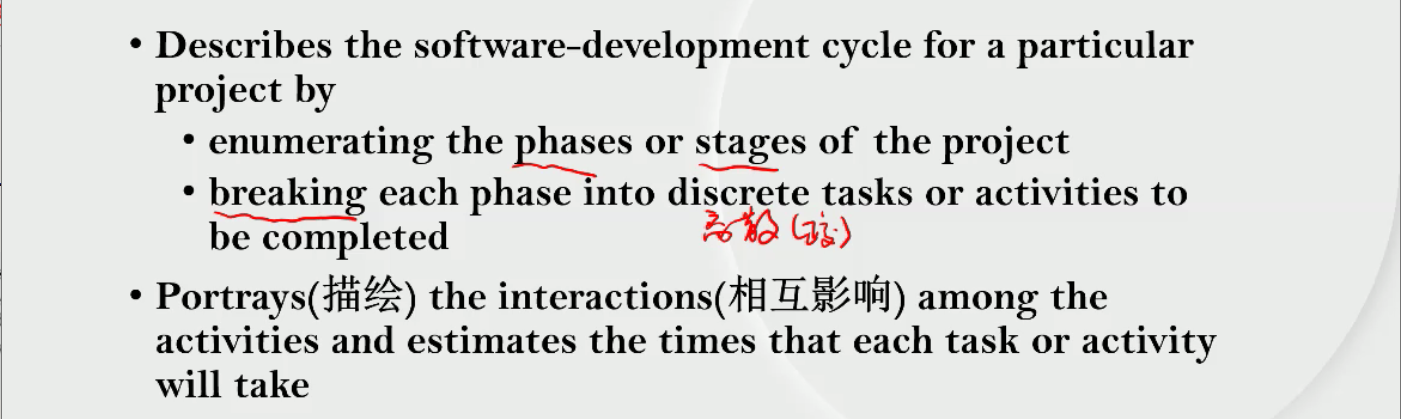 • Describes the software-development cycle for a particular
project by
• enumerating the phases or stages of the project
• breaking each phase into discrete tasks or activities to
be completed
离散(正交)
• Portrays(描绘) the interactions(相互影响) among the
activities and estimates the times that each task or activity
will take